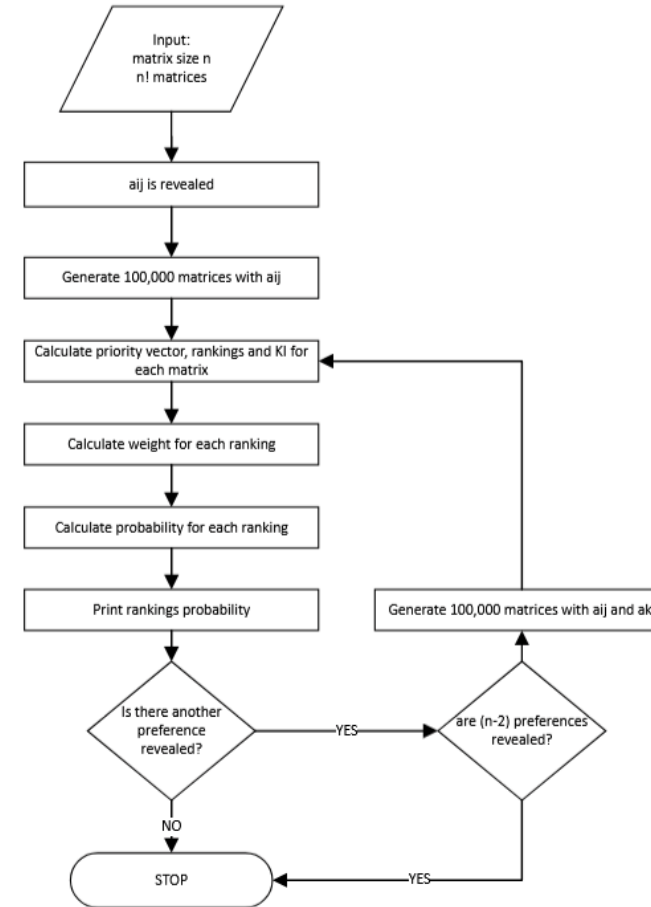 Input:
matrix size n
n! matrices
aij is revealed
Generate 100,000 matrices with aij
Calculate priority vector, rankings and KI for
each matrix
Calculate weight for each ranking
Calculate probability for each ranking
Print rankings probability
Generate 100,000 matrices with aij and ak
Is there another
preference
revealed?
YES
are (n-2) preferences
revealed?
NO
STOP
YES